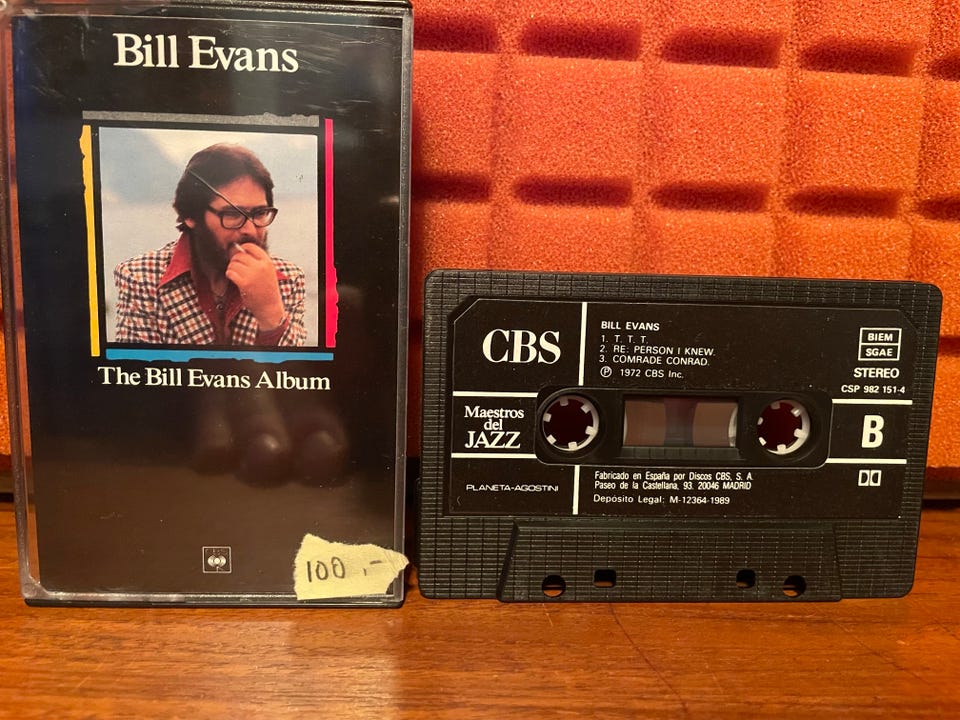 Bill Evans
The Bill Evans Album
100,-
CBS
BILL EVANS
1. T. T. T.
2. RE: PERSON I KNEW.
3. COMRADE CONRAD.
℗ 1972 CBS Inc.
BIEM
SGAE
STEREO
CSP 982 151-4
Maestros
del
JAZZ
B
PLANETA-AGOSTINI
Fabricado en España por Discos CBS, S. A.
Paseo de la Castellana, 93. 20046 MADRID
Depósito Legal: M-12364-1989